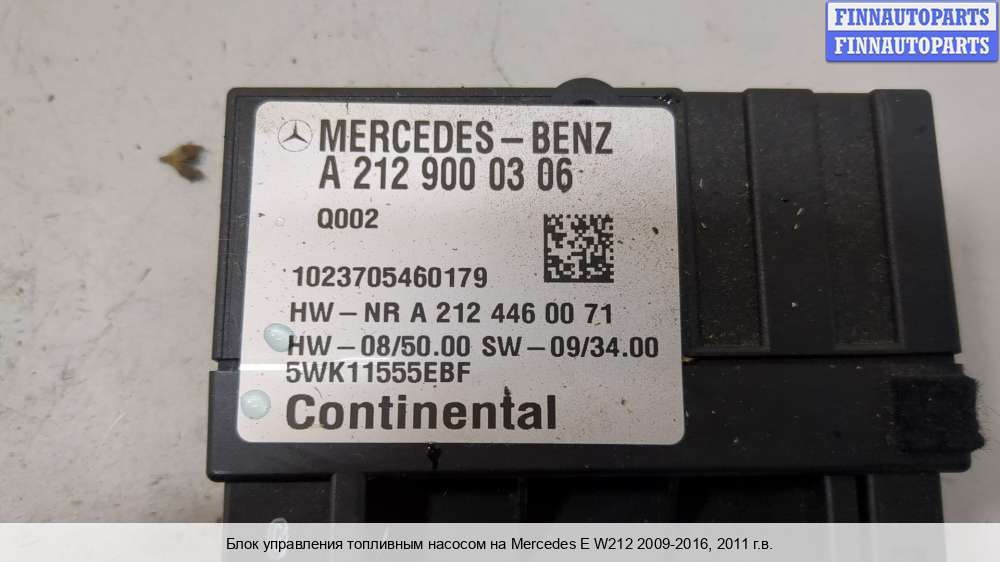 FINNAUTOPARTS
FINNAUTOPARTS
MERCEDES-BENZ
A 212 900 03 06
Q002
1023705460179
HW-NR A 212 446 00 71
HW-08/50.00 SW-09/34.00
5WK11555EBF
Continental
Блок управления топливным насосом на Mercedes E W212 2009-2016, 2011 г.в.